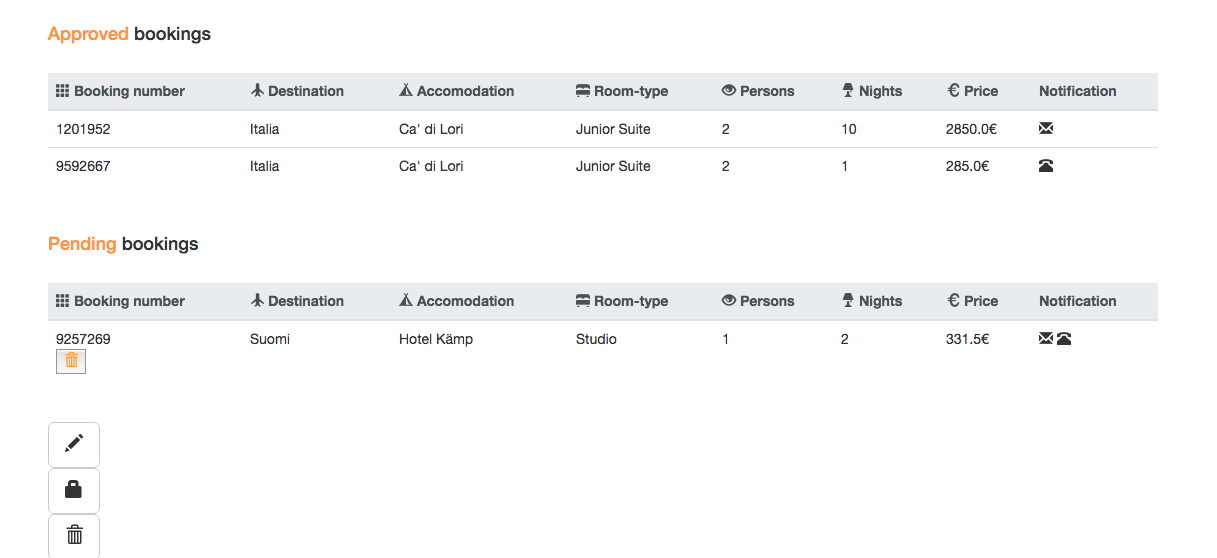 Approved bookings
Booking number Destination Accomodation Room-type Persons Nights € Price Notification
1201952 Italia Ca' di Lori Junior Suite 2 10 2850.0€
9592667 Italia Ca' di Lori Junior Suite 2 1 285.0€
Pending bookings
Booking number Destination Accomodation Room-type Persons Nights € Price Notification
9257269 Suomi Hotel Kämp Studio 1 2 331.5€